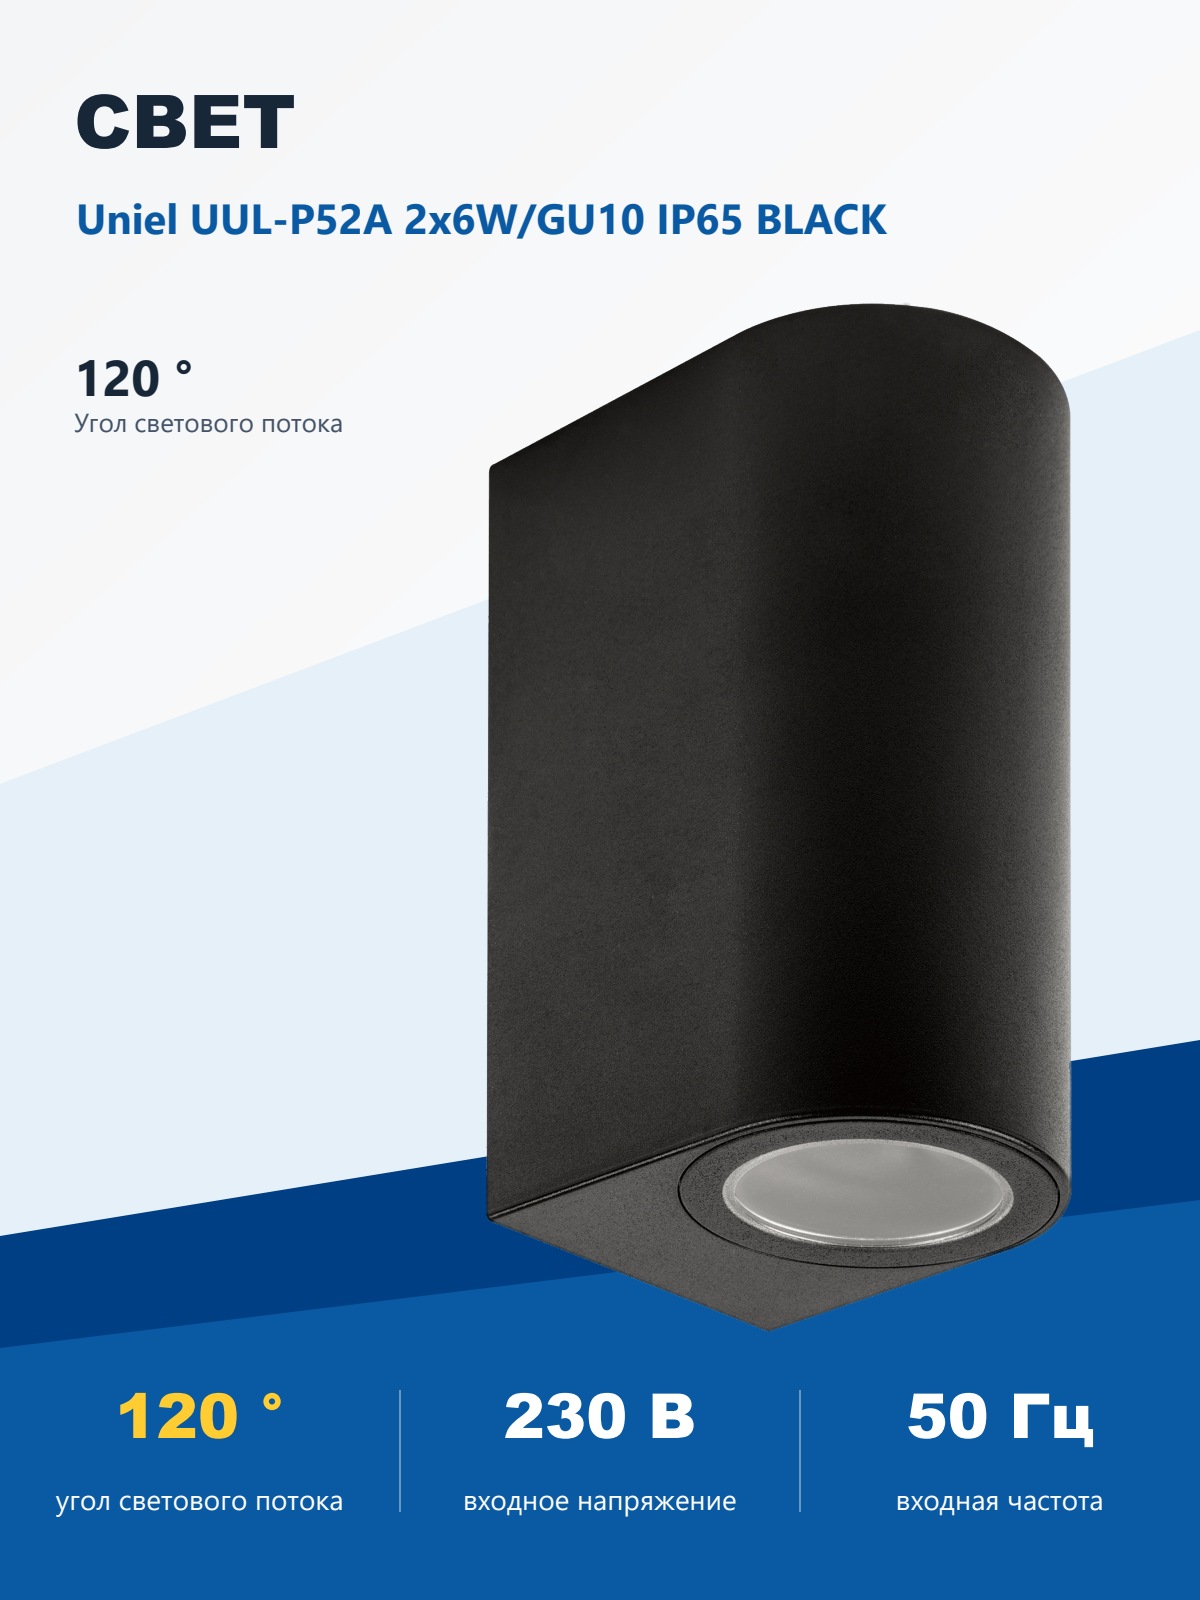 СВЕТ
Uniel UUL-P52A 2x6W/GU10 IP65 BLACK
120 °
Угол светового потока
120 °
угол светового потока
230 В
входное напряжение
50 Гц
входная частота